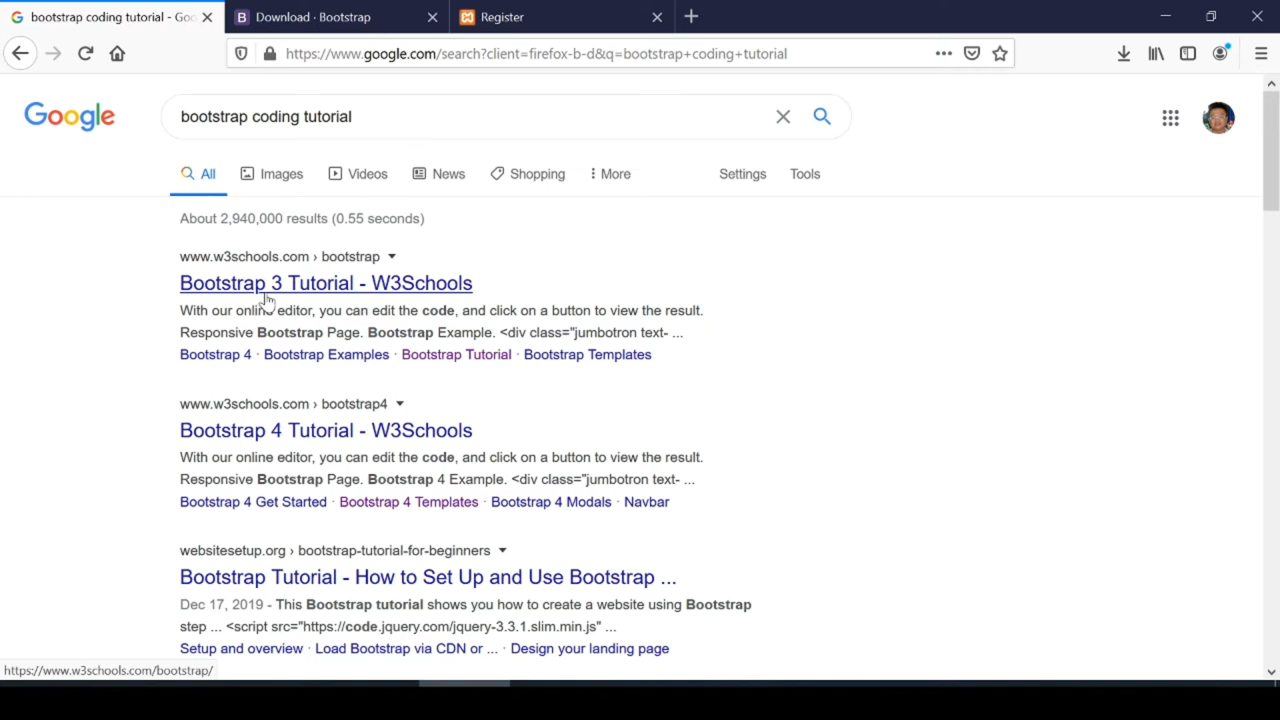 bootstrap coding tutorial - Goo
Download · Bootstrap
Register
https://www.google.com/search?client=firefox-b-d&q=bootstrap+coding+tutorial
Google
bootstrap coding tutorial
All
Images
Videos
News
Shopping
More
Settings
Tools
About 2,940,000 results (0.55 seconds)
www.w3schools.com › bootstrap
Bootstrap 3 Tutorial - W3Schools
With our online editor, you can edit the code, and click on a button to view the result.
Responsive Bootstrap Page. Bootstrap Example. <div class="jumbotron text- ...
Bootstrap 4 · Bootstrap Examples · Bootstrap Tutorial · Bootstrap Templates
www.w3schools.com › bootstrap4
Bootstrap 4 Tutorial - W3Schools
With our online editor, you can edit the code, and click on a button to view the result.
Responsive Bootstrap Page. Bootstrap 4 Example. <div class="jumbotron text- ...
Bootstrap 4 Get Started · Bootstrap 4 Templates · Bootstrap 4 Modals · Navbar
websitesetup.org › bootstrap-tutorial-for-beginners
Bootstrap Tutorial - How to Set Up and Use Bootstrap ...
Dec 17, 2019 - This Bootstrap tutorial shows you how to create a website using Bootstrap
step ... <script src="https://code.jquery.com/jquery-3.3.1.slim.min.js" ...
Setup and overview · Load Bootstrap via CDN or ... · Design your landing page
https://www.w3schools.com/bootstrap/